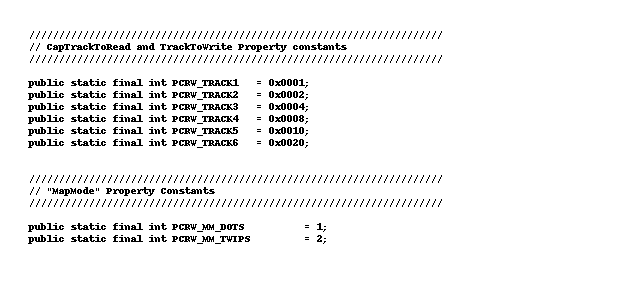 //////////////////////////////////////////////////////////////////////
// CapTrackToRead and TrackToWrite Property constants
//////////////////////////////////////////////////////////////////////
public static final int PCRW_TRACK1   = 0x0001;
public static final int PCRW_TRACK2   = 0x0002;
public static final int PCRW_TRACK3   = 0x0004;
public static final int PCRW_TRACK4   = 0x0008;
public static final int PCRW_TRACK5   = 0x0010;
public static final int PCRW_TRACK6   = 0x0020;
//////////////////////////////////////////////////////////////////////
// "MapMode" Property Constants
//////////////////////////////////////////////////////////////////////
public static final int PCRW_MM_DOTS          = 1;
public static final int PCRW_MM_TWIPS         = 2;